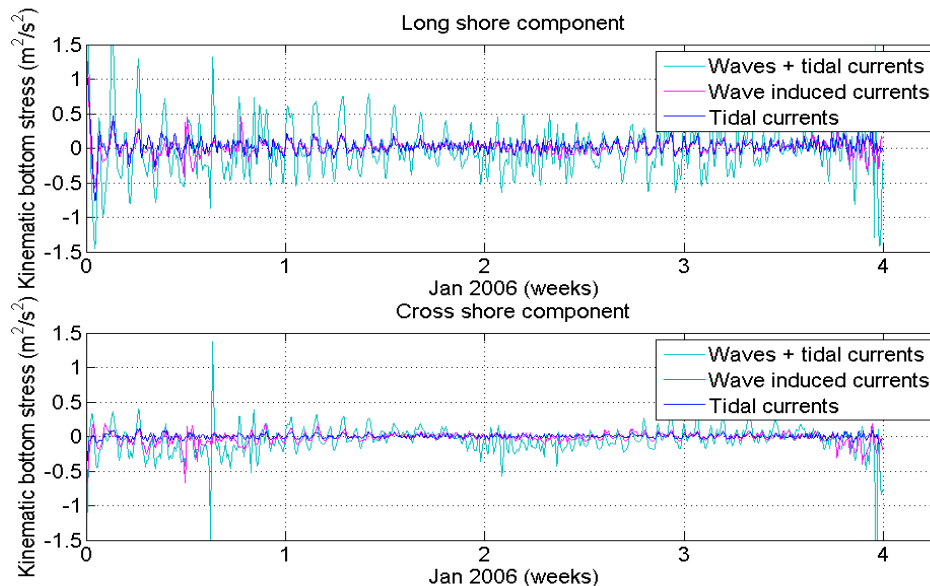 Long shore component
Kinematic bottom stress (m²/s²)
1.5
1
0.5
0
-0.5
-1
-1.5
Waves + tidal currents
Wave induced currents
Tidal currents
0 1 2 3 4
Jan 2006 (weeks)
Cross shore component
Kinematic bottom stress (m²/s²)
1.5
1
0.5
0
-0.5
-1
-1.5
Waves + tidal currents
Wave induced currents
Tidal currents
0 1 2 3 4
Jan 2006 (weeks)